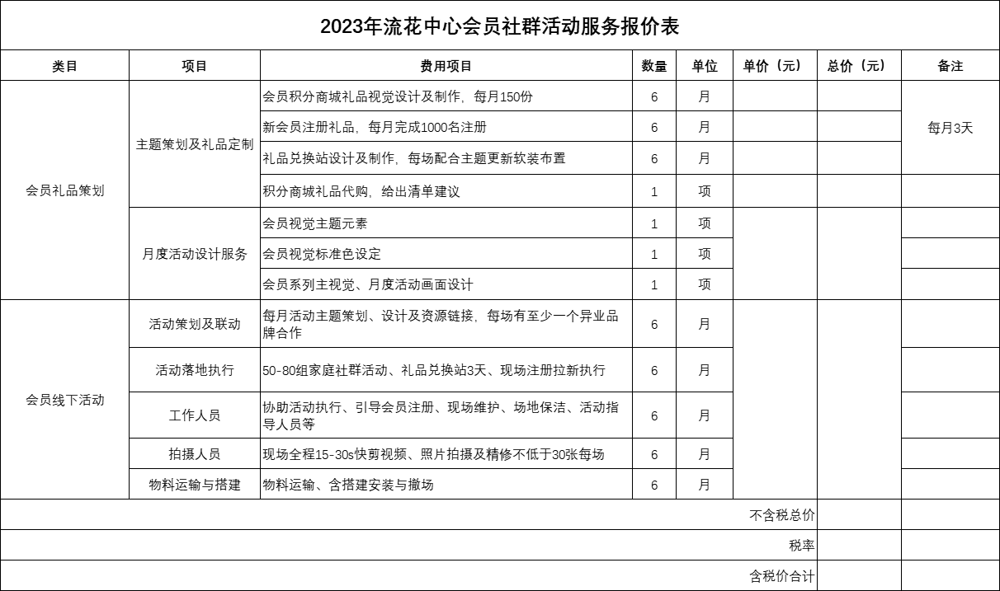 2023年流花中心会员社群活动服务报价表
类目 项目 费用项目 数量 单位 单价（元） 总价（元） 备注
会员礼品策划
主题策划及礼品定制
会员积分商城礼品视觉设计及制作，每月150份 6 月
新会员注册礼品，每月完成1000名注册 6 月
每月3天
礼品兑换站设计及制作，每场配合主题更新软装布置 6 月
积分商城礼品代购，给出清单建议 1 项
月度活动设计服务
会员视觉主题元素 1 项
会员视觉标准色设定 1 项
会员系列主视觉、月度活动画面设计 1 项
会员线下活动
活动策划及联动
每月活动主题策划、设计及资源链接，每场有至少一个异业品
牌合作
6 月
活动落地执行 50-80组家庭社群活动、礼品兑换站3天、现场注册拉新执行 6 月
工作人员
协助活动执行、引导会员注册、现场维护、场地保洁、活动指
导人员等
6 月
拍摄人员 现场全程15-30s快剪视频、照片拍摄及精修不低于30张每场 6 月
物料运输与搭建 物料运输、含搭建安装与撤场 6 月
不含税总价
税率
含税价合计